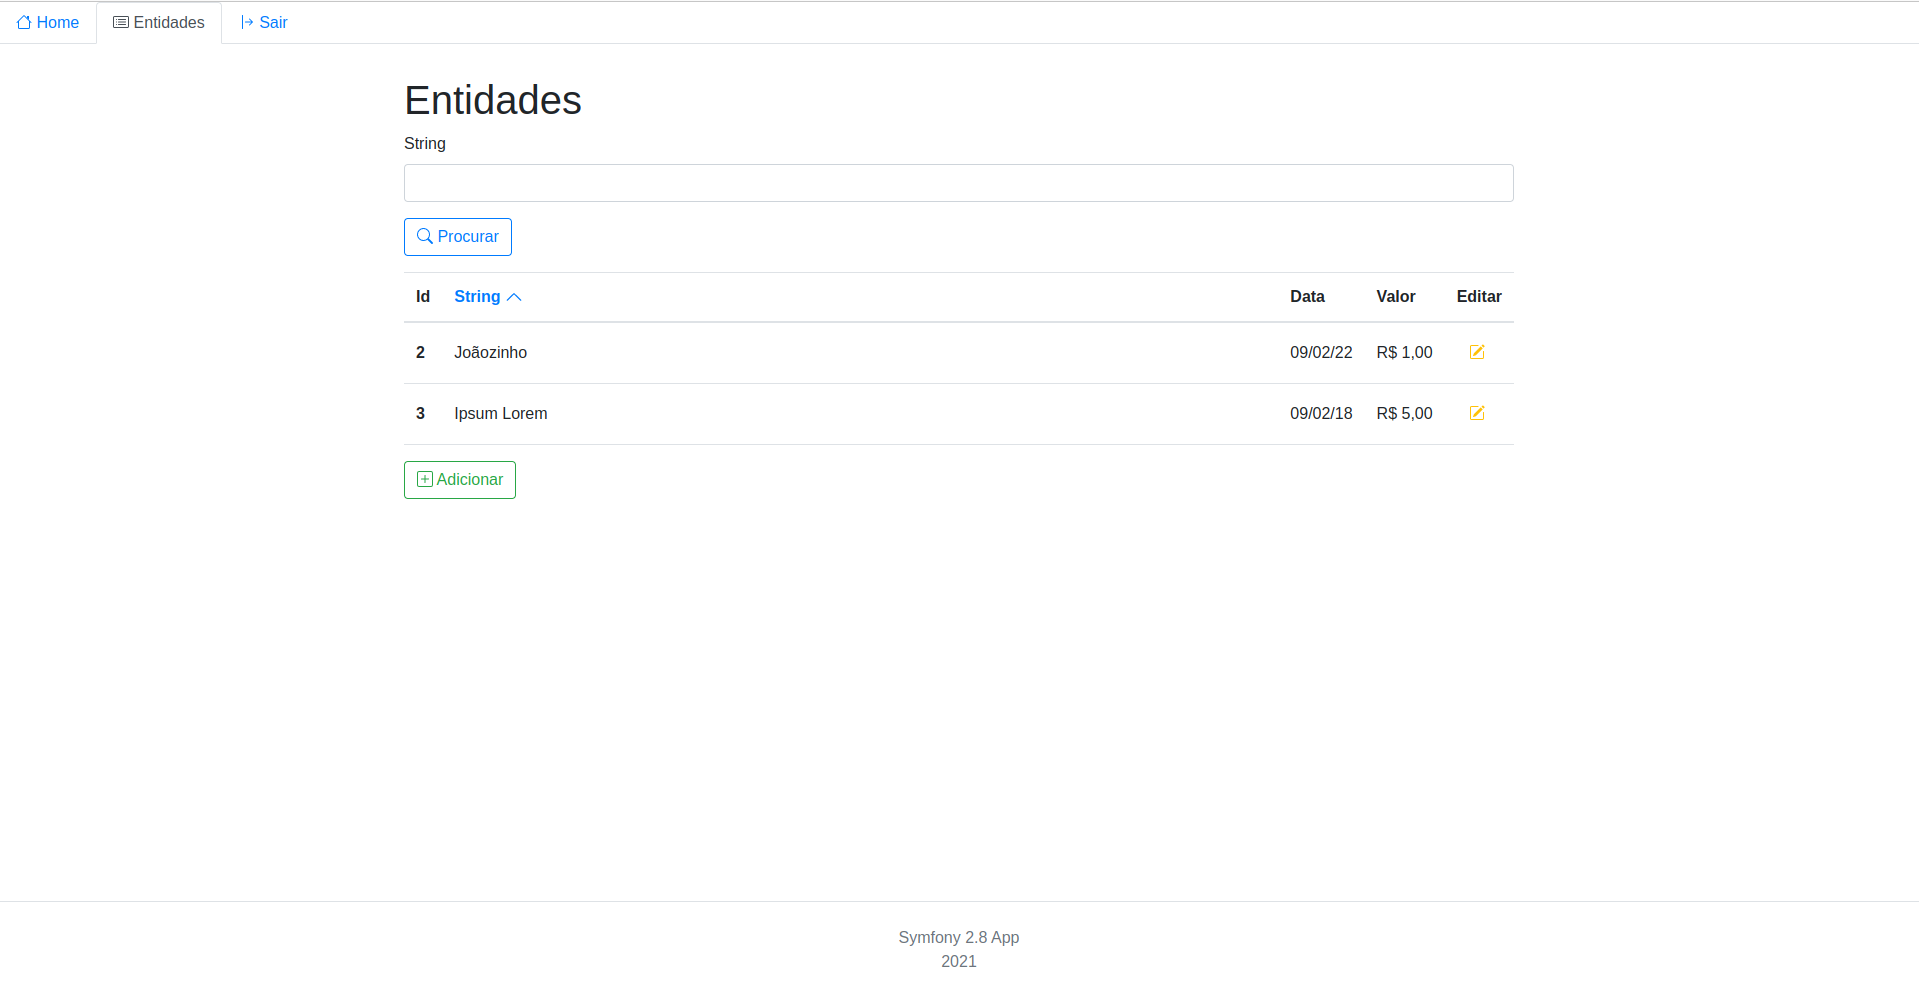 Home Entidades Sair
Entidades
String
Procurar
Id String Data Valor Editar
2 Joãozinho 09/02/22 R$ 1,00
3 Ipsum Lorem 09/02/18 R$ 5,00
Adicionar
Symfony 2.8 App
2021